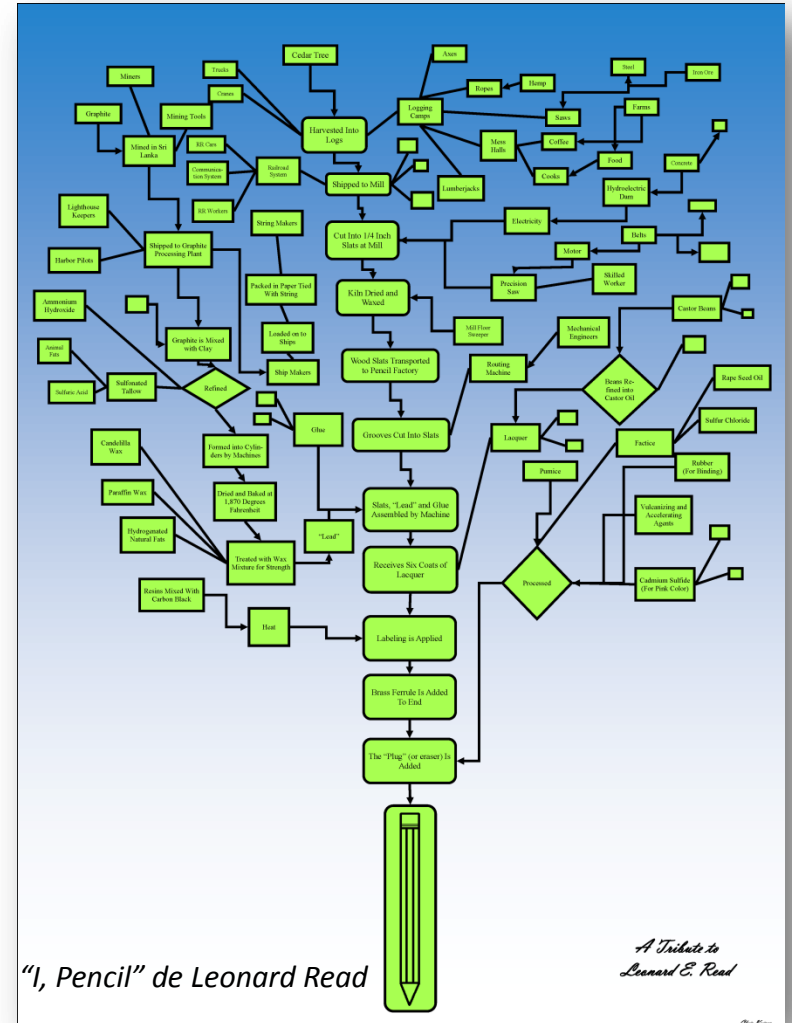 Cedar Tree
Trucks
Cranes
Harvested Into
Logs
Axes
Ropes
Hemp
Logging
Camps
Saws
Steel
Iron Ore
Mess
Halls
Coffee
Farms
Food
Cooks
Lumberjacks
Miners
Graphite
Mining Tools
Mined in Sri
Lanka
RR Cars
Communica-
tion System
RR Workers
Railroad
System
Shipped to Mill
Concrete
Hydroelectric
Dam
Electricity
Belts
Motor
Precision
Saw
Skilled
Worker
Cut Into 1/4 Inch
Slats at Mill
Lighthouse
Keepers
Harbor Pilots
Shipped to Graphite
Processing Plant
String Makers
Packed in Paper Tied
With String
Loaded on to
Ships
Ship Makers
Kiln Dried and
Waxed
Mill Floor
Sweeper
Wood Slats Transported
to Pencil Factory
Mechanical
Engineers
Routing
Machine
Castor Beans
Beans Re-
fined into
Castor Oil
Ammonium
Hydroxide
Graphite is Mixed
with Clay
Animal
Fats
Sulfuric Acid
Sulfonated
Tallow
Refined
Glue
Grooves Cut Into Slats
Lacquer
Rape Seed Oil
Sulfur Chloride
Factice
Rubber
(For Binding)
Pumice
Candelilla
Wax
Paraffin Wax
Hydrogenated
Natural Fats
Formed into Cylin-
ders by Machines
Dried and Baked at
1,870 Degrees
Fahrenheit
Treated with Wax
Mixture for Strength
“Lead”
Slats, “Lead” and Glue
Assembled by Machine
Vulcanizing and
Accelerating
Agents
Cadmium Sulfide
(For Pink Color)
Processed
Receives Six Coats of
Lacquer
Resins Mixed With
Carbon Black
Heat
Labeling is Applied
Brass Ferrule Is Added
To End
The “Plug” (or eraser) Is
Added
“I, Pencil” de Leonard Read
A Tribute to
Leonard E. Read